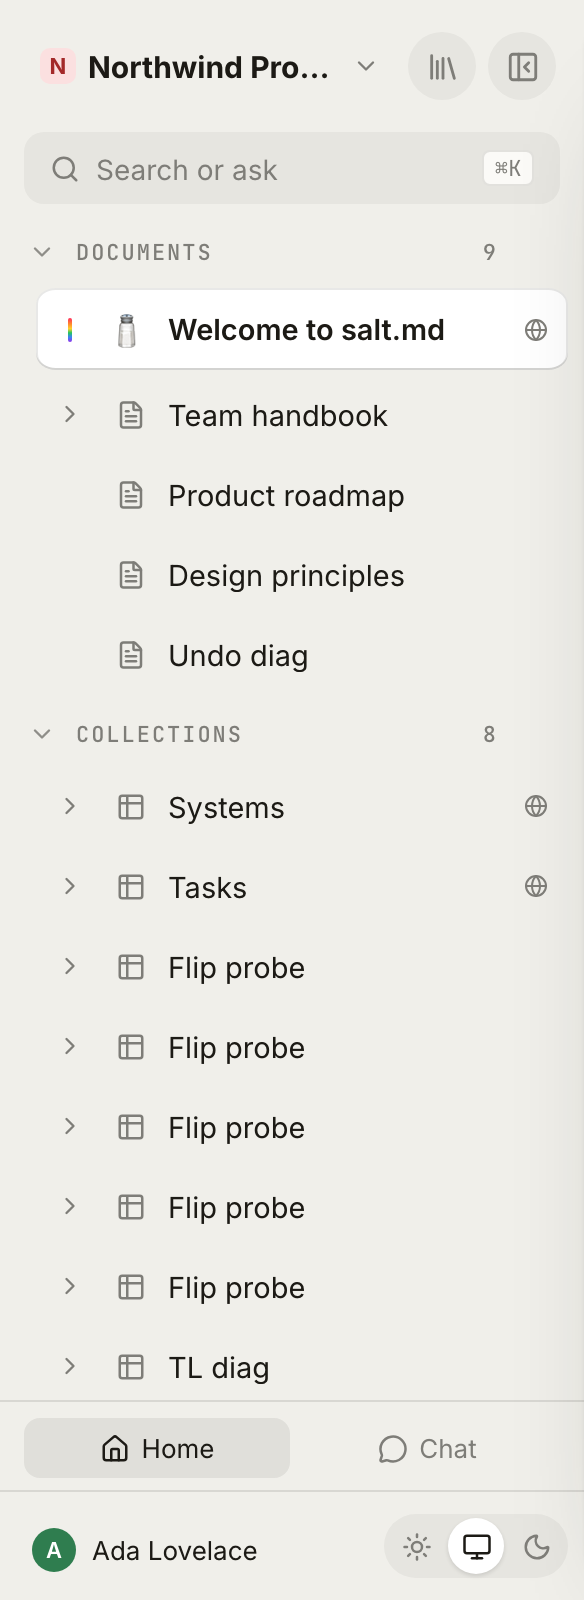 N Northwind Pro...
Search or ask ⌘K
DOCUMENTS 9
Welcome to salt.md
Team handbook
Product roadmap
Design principles
Undo diag
COLLECTIONS 8
Systems
Tasks
Flip probe
Flip probe
Flip probe
Flip probe
Flip probe
TL diag
Home Chat
A Ada Lovelace